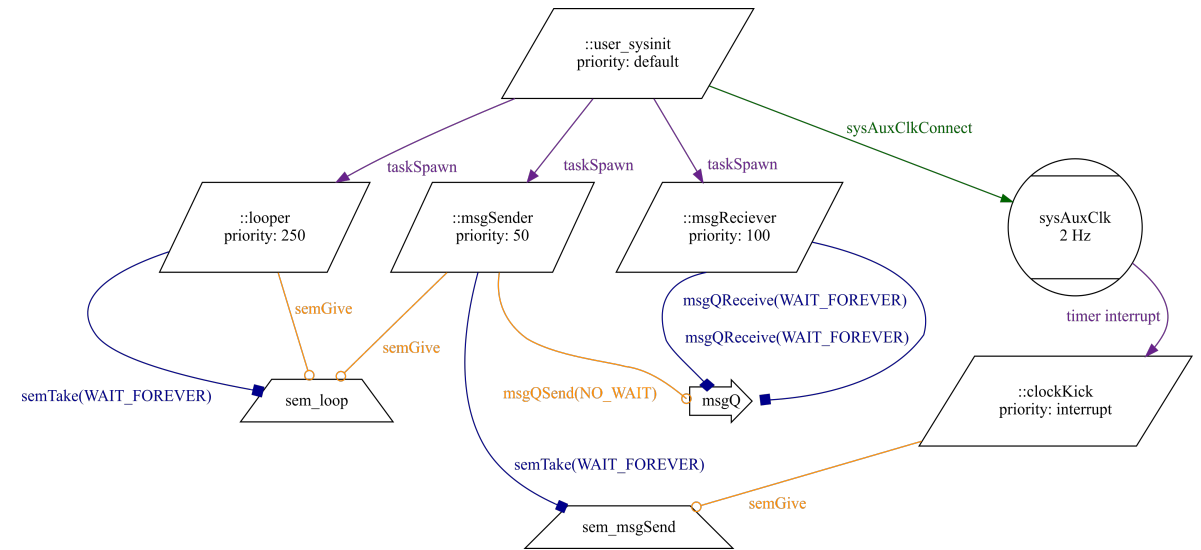 ::user_sysinit
priority: default
sysAuxClkConnect
taskSpawn
taskSpawn
taskSpawn
::looper
priority: 250
::msgSender
priority: 50
::msgReciever
priority: 100
sysAuxClk
2 Hz
semGive
msgQReceive(WAIT_FOREVER)
timer interrupt
semGive
msgQReceive(WAIT_FOREVER)
semTake(WAIT_FOREVER)
sem_loop
msgQSend(NO_WAIT)
msgQ
::clockKick
priority: interrupt
semTake(WAIT_FOREVER)
semGive
sem_msgSend